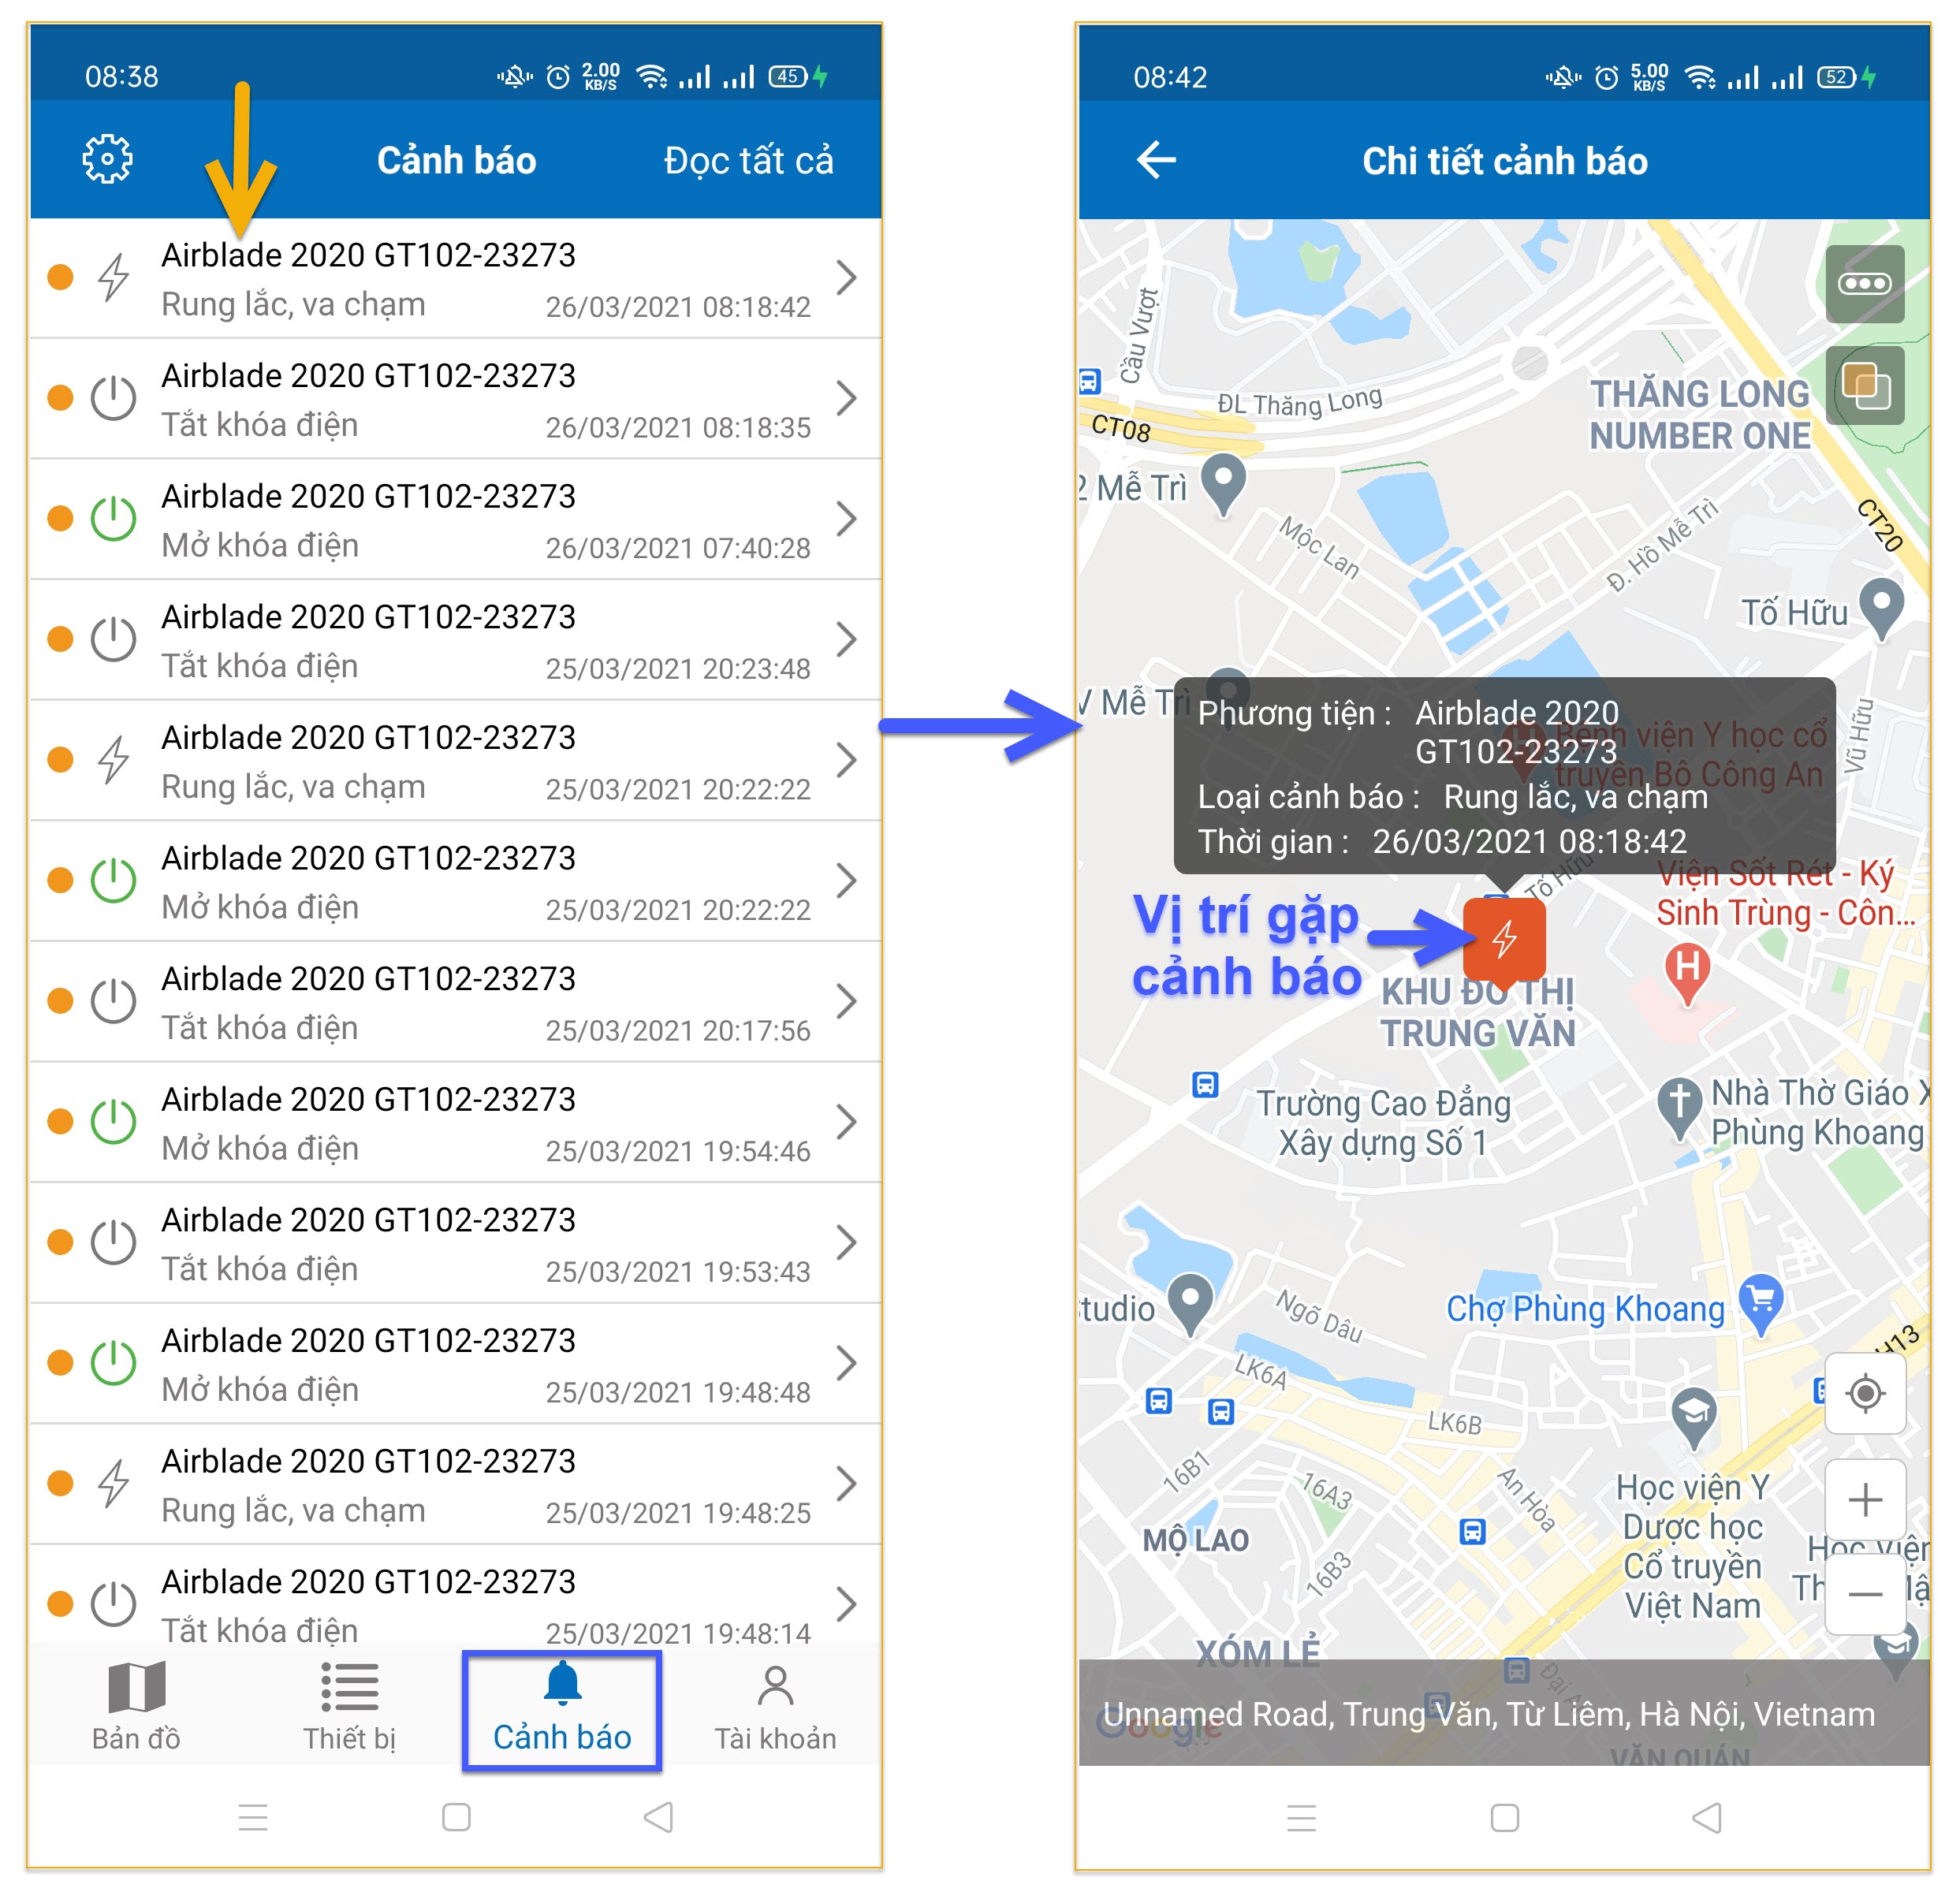 08:38
2.00
KB/S
45
Cảnh báo
Đọc tất cả
Airblade 2020 GT102-23273
Rung lắc, va chạm
26/03/2021 08:18:42
Airblade 2020 GT102-23273
Tắt khóa điện
26/03/2021 08:18:35
Airblade 2020 GT102-23273
Mở khóa điện
26/03/2021 07:40:28
Airblade 2020 GT102-23273
Tắt khóa điện
25/03/2021 20:23:48
Airblade 2020 GT102-23273
Rung lắc, va chạm
25/03/2021 20:22:22
Airblade 2020 GT102-23273
Mở khóa điện
25/03/2021 20:22:22
Airblade 2020 GT102-23273
Tắt khóa điện
25/03/2021 20:17:56
Airblade 2020 GT102-23273
Mở khóa điện
25/03/2021 19:54:46
Airblade 2020 GT102-23273
Tắt khóa điện
25/03/2021 19:53:43
Airblade 2020 GT102-23273
Mở khóa điện
25/03/2021 19:48:48
Airblade 2020 GT102-23273
Rung lắc, va chạm
25/03/2021 19:48:25
Airblade 2020 GT102-23273
Tắt khóa điện
25/03/2021 19:48:14
Bản đồ
Thiết bị
Cảnh báo
Tài khoản
08:42
5.00
KB/S
52
Chi tiết cảnh báo
Cầu Vượt
ĐL Thăng Long
CT08
THĂNG LONG
NUMBER ONE
2 Mễ Trì
Mộc Lan
Đ. Hồ Mễ Trì
CT20
Tố Hữu
V Mễ Trì
Vũ Hữu
Phương tiện : Airblade 2020
GT102-23273
Loại cảnh báo : Rung lắc, va chạm
Thời gian : 26/03/2021 08:18:42
Bệnh viện Y học cổ
truyền Bộ Công An
Tố Hữu
Viện Sốt Rét - Ký
Sinh Trùng - Côn...
Vị trí gặp
cảnh báo
H
KHU ĐÔ THỊ
TRUNG VĂN
Trường Cao Đẳng
Xây dựng Số 1
Nhà Thờ Giáo X
Phùng Khoang
tudio
Ngõ Dâu
Chợ Phùng Khoang
H13
LK6A
LK6B
16B1
16A3
An Hòa
MỘ LAO
16B3
Học viện Y
Dược học
Cổ truyền
Việt Nam
Học viện
XÓM LẺ
Unnamed Road, Trung Văn, Từ Liêm, Hà Nội, Vietnam
Google
VĂN QUÁN